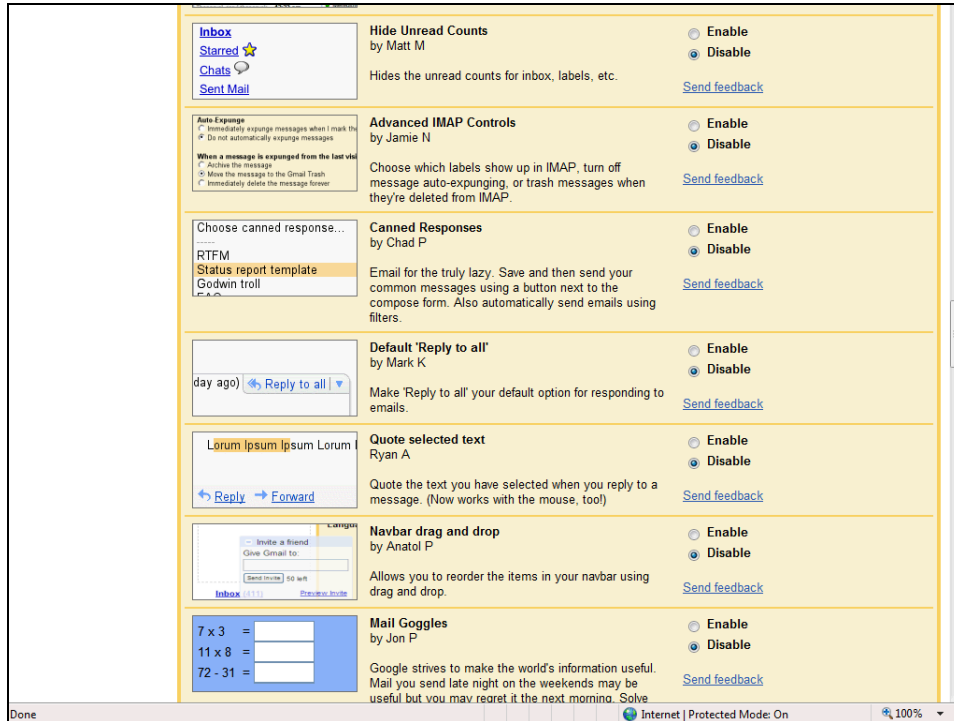 Inbox
Starred
Chats
Sent Mail
Hide Unread Counts
by Matt M
Hides the unread counts for inbox, labels, etc.
Enable
Disable
Send feedback
Auto-Expunge
Immediately expunge messages when I mark the
Do not automatically expunge messages
When a message is expunged from the last visi
Archive the message
Move the message to the Gmail Trash
Immediately delete the message forever
Advanced IMAP Controls
by Jamie N
Choose which labels show up in IMAP, turn off
message auto-expunging, or trash messages when
they're deleted from IMAP.
Enable
Disable
Send feedback
Choose canned response...
-----
RTFM
Status report template
Godwin troll
Canned Responses
by Chad P
Email for the truly lazy. Save and then send your
common messages using a button next to the
compose form. Also automatically send emails using
filters.
Enable
Disable
Send feedback
day ago) Reply to all
Default 'Reply to all'
by Mark K
Make 'Reply to all' your default option for responding to
emails.
Enable
Disable
Send feedback
Lorum Ipsum Ipsum Lorum
Reply Forward
Quote selected text
Ryan A
Quote the text you have selected when you reply to a
message. (Now works with the mouse, too!)
Enable
Disable
Send feedback
Invite a friend
Give Gmail to:
Send Invite 50 left
Inbox (411) Preview Invite
Navbar drag and drop
by Anatol P
Allows you to reorder the items in your navbar using
drag and drop.
Enable
Disable
Send feedback
7 x 3 =
11 x 8 =
72 - 31 =
Mail Goggles
by Jon P
Google strives to make the world's information useful.
Mail you send late night on the weekends may be
useful but you may regret it the next morning. Solve
Enable
Disable
Send feedback
Done Internet | Protected Mode: On 100%